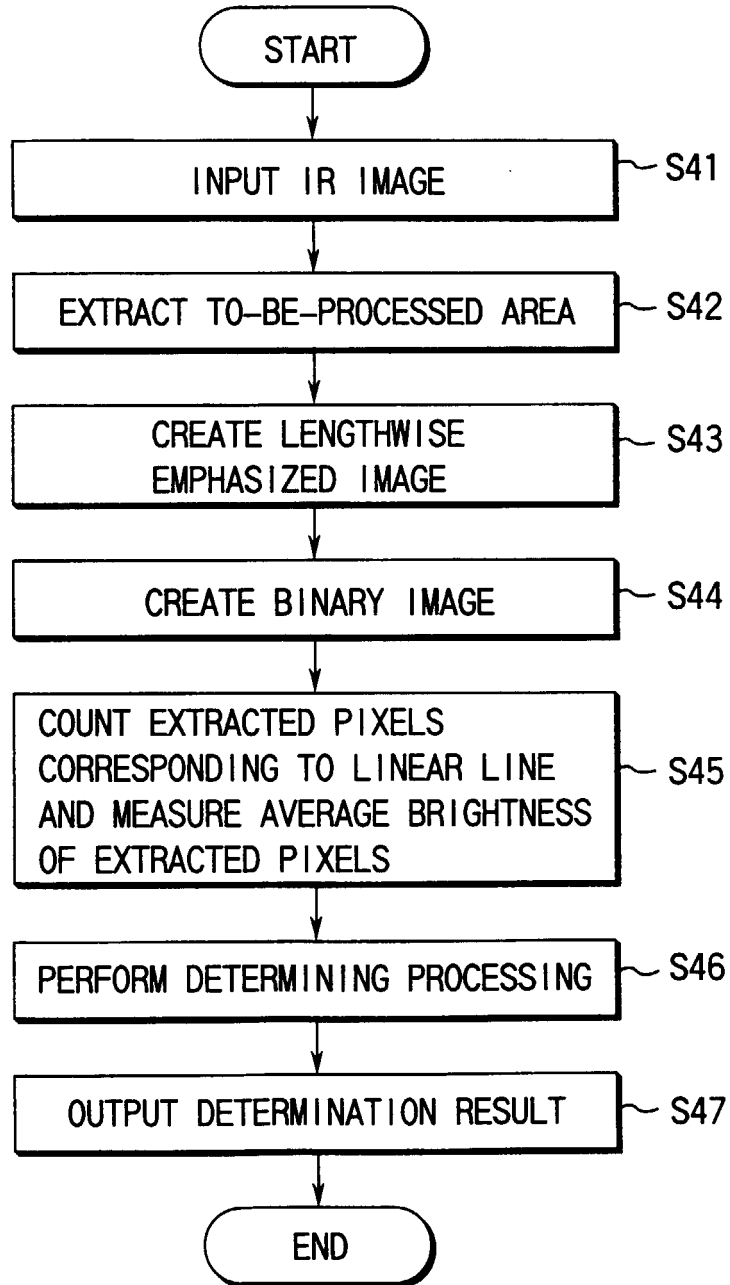 START
INPUT IR IMAGE
S41
EXTRACT TO-BE-PROCESSED AREA
S42
CREATE LENGTHWISE
EMPHASIZED IMAGE
S43
CREATE BINARY IMAGE
S44
COUNT EXTRACTED PIXELS
CORRESPONDING TO LINEAR LINE
AND MEASURE AVERAGE BRIGHTNESS
OF EXTRACTED PIXELS
S45
PERFORM DETERMINING PROCESSING
S46
OUTPUT DETERMINATION RESULT
S47
END